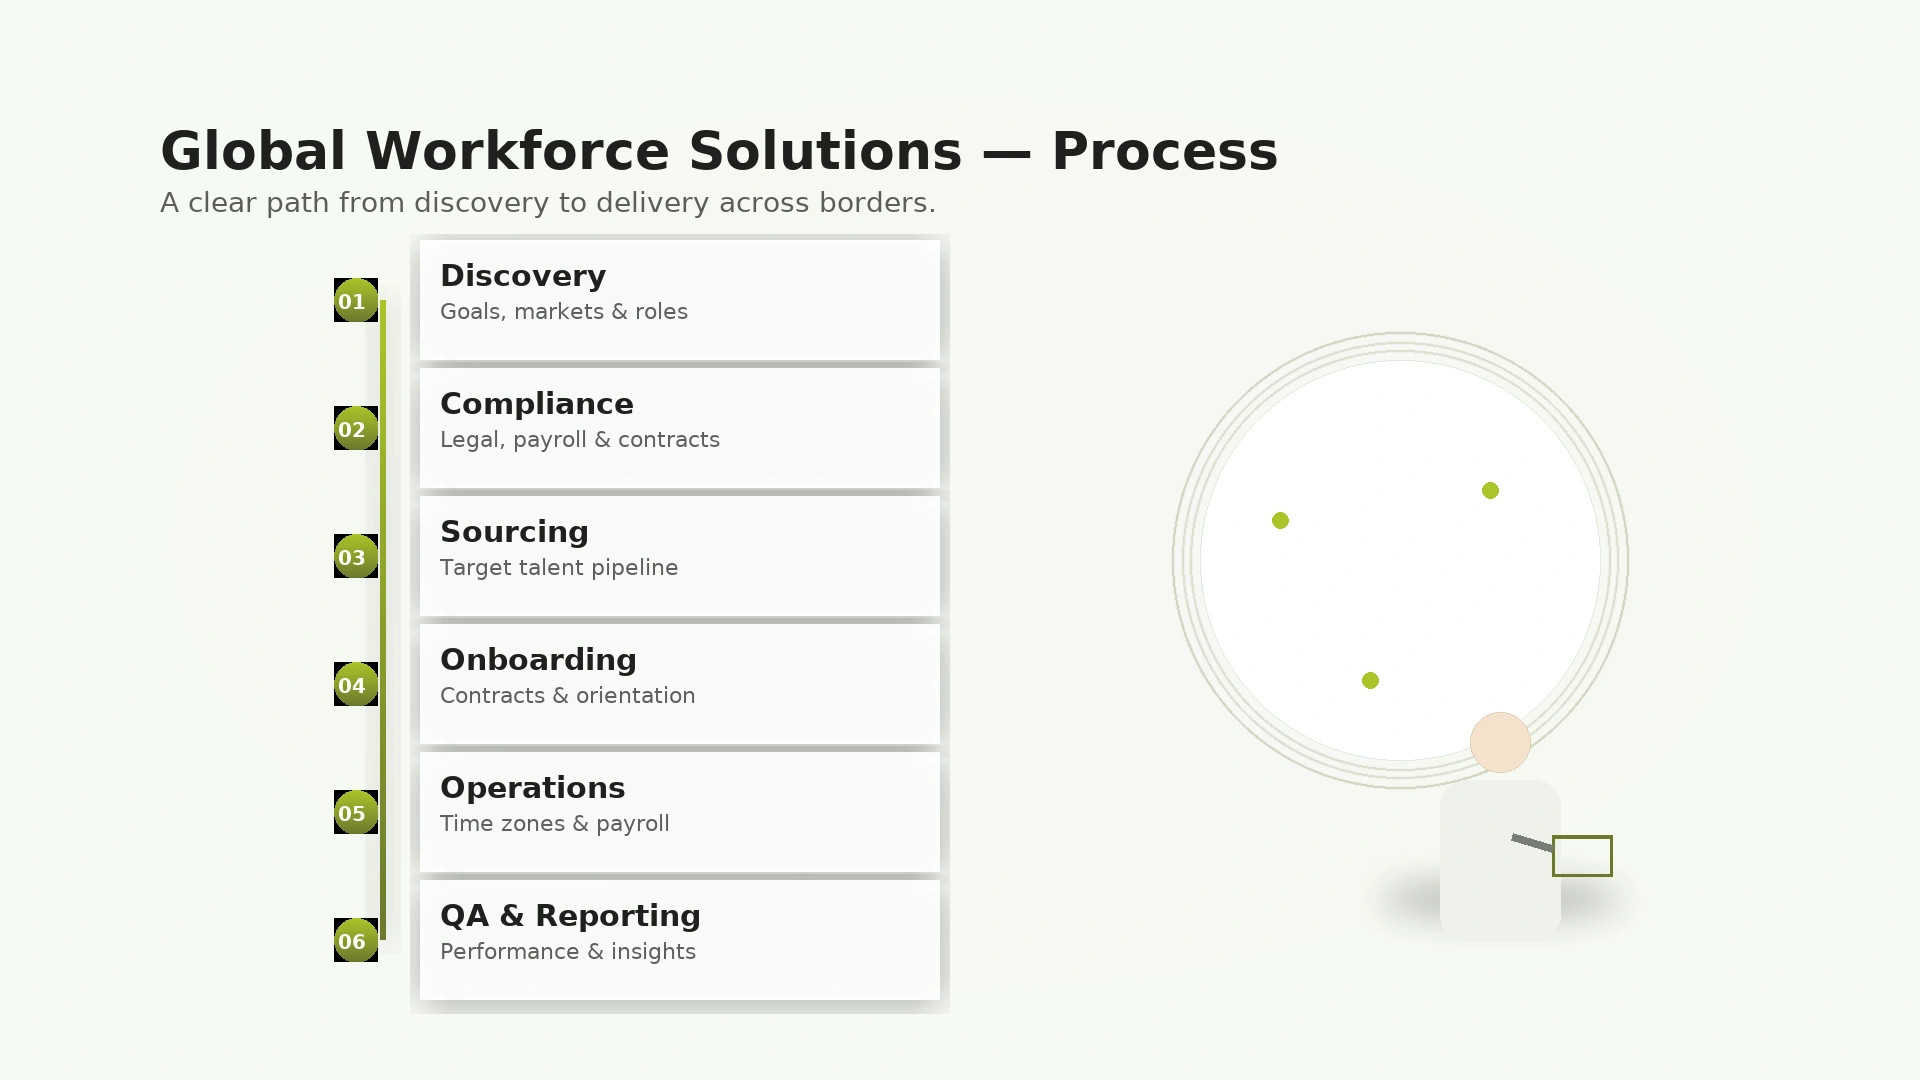 Global Workforce Solutions — Process
A clear path from discovery to delivery across borders.
01
Discovery
Goals, markets & roles
02
Compliance
Legal, payroll & contracts
03
Sourcing
Target talent pipeline
04
Onboarding
Contracts & orientation
05
Operations
Time zones & payroll
06
QA & Reporting
Performance & insights